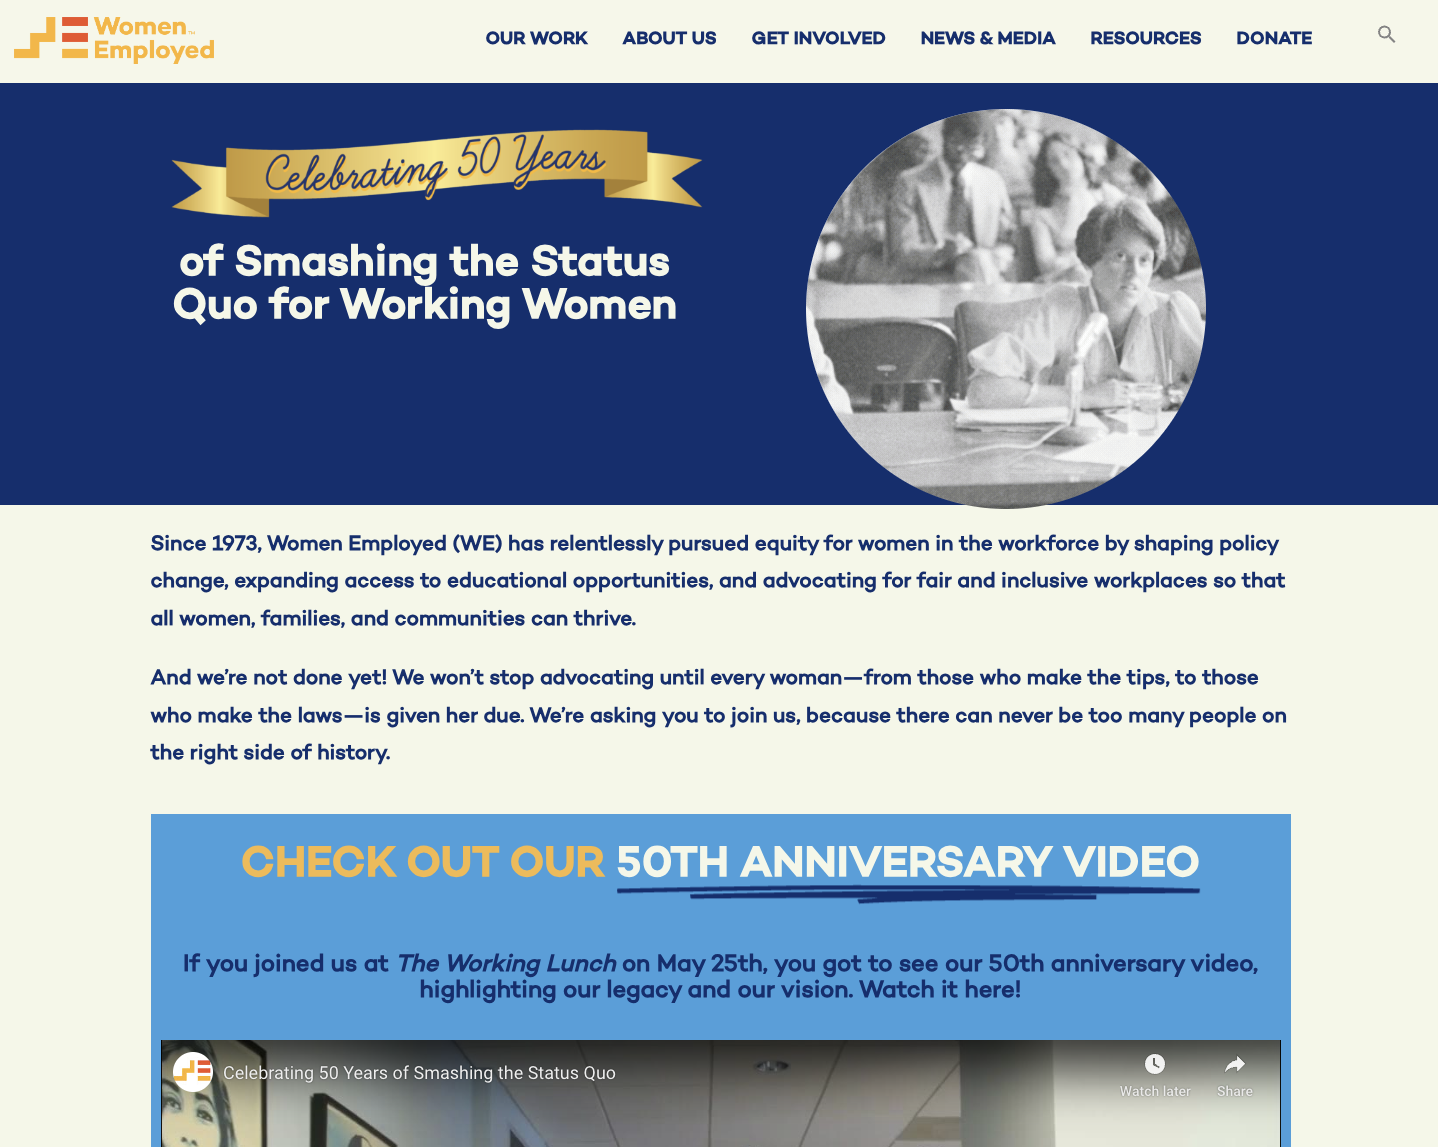 Women™
Employed
OUR WORK ABOUT US GET INVOLVED NEWS & MEDIA RESOURCES DONATE
Celebrating 50 Years
of Smashing the Status
Quo for Working Women
Since 1973, Women Employed (WE) has relentlessly pursued equity for women in the workforce by shaping policy
change, expanding access to educational opportunities, and advocating for fair and inclusive workplaces so that
all women, families, and communities can thrive.
And we’re not done yet! We won’t stop advocating until every woman—from those who make the tips, to those
who make the laws—is given her due. We’re asking you to join us, because there can never be too many people on
the right side of history.
CHECK OUT OUR 50TH ANNIVERSARY VIDEO
If you joined us at The Working Lunch on May 25th, you got to see our 50th anniversary video,
highlighting our legacy and our vision. Watch it here!
Celebrating 50 Years of Smashing the Status Quo
Watch later Share